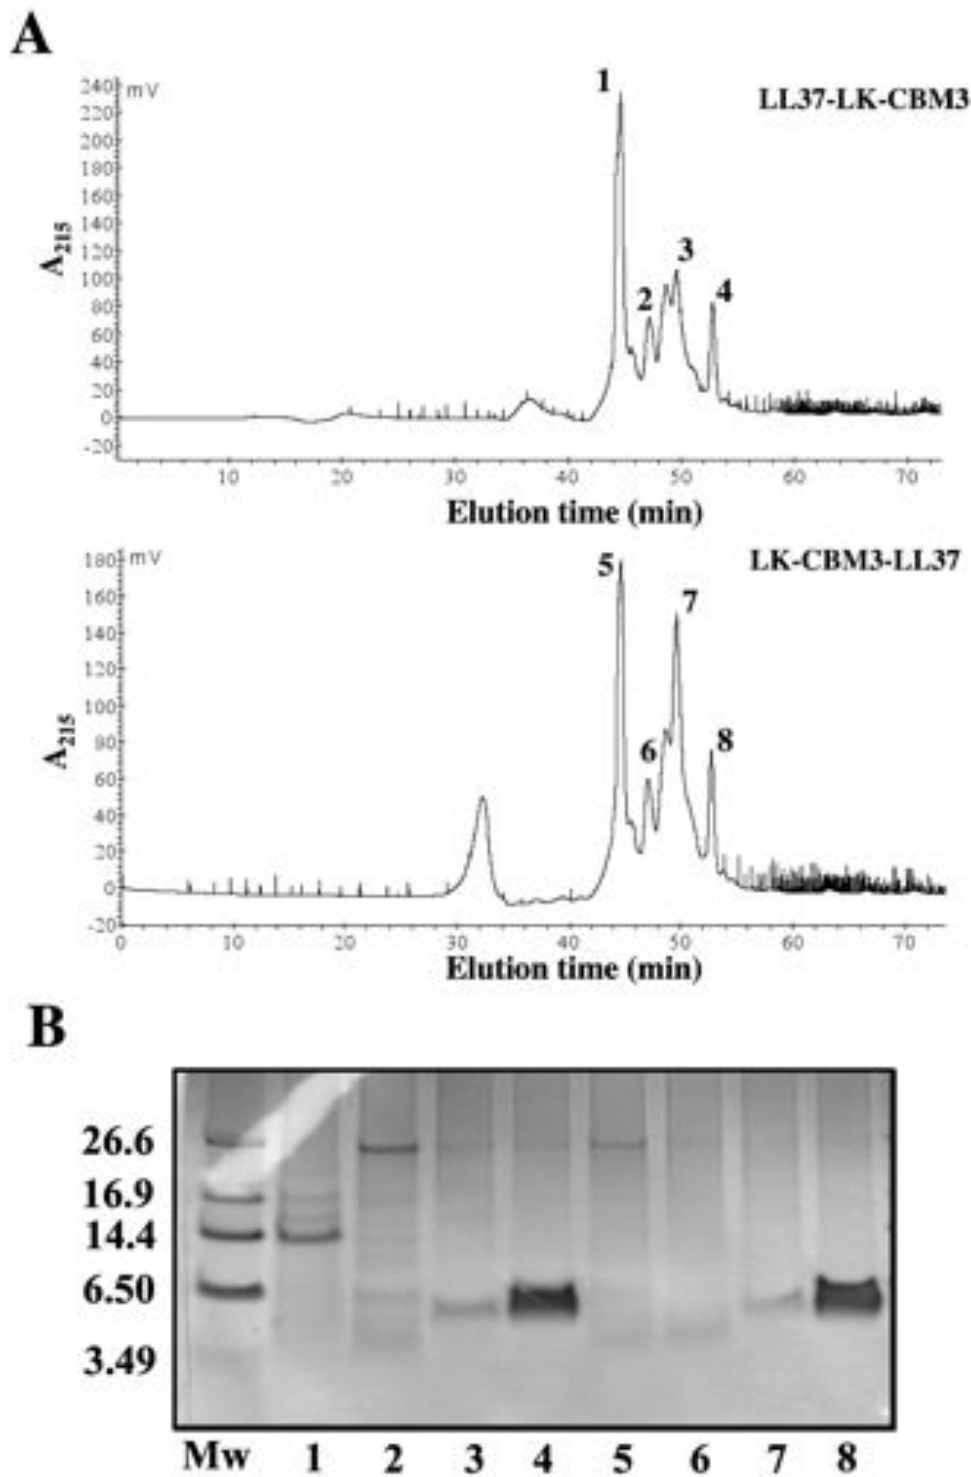 A
mV
1
LL37-LK-CBM3
240
220
200
180
160
140
120
100
80
60
40
20
0
-20
A215
2
3
4
10 20 30 40 50 60 70
Elution time (min)
mV
5
LK-CBM3-LL37
180
160
140
120
100
80
60
40
20
0
-20
A215
6
7
8
0 10 20 30 40 50 60 70
Elution time (min)
B
26.6
16.9
14.4
6.50
3.49
Mw 1 2 3 4 5 6 7 8